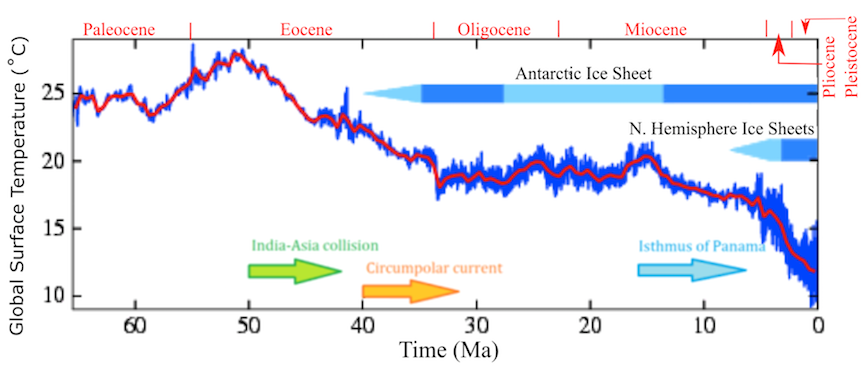 Paleocene
Eocene
Oligocene
Miocene
Pliocene
Pleistocene
Antarctic Ice Sheet
N. Hemisphere Ice Sheets
Global Surface Temperature (˚C)
25
20
15
10
India-Asia collision
Circumpolar current
Isthmus of Panama
60
50
40
30
20
10
0
Time (Ma)